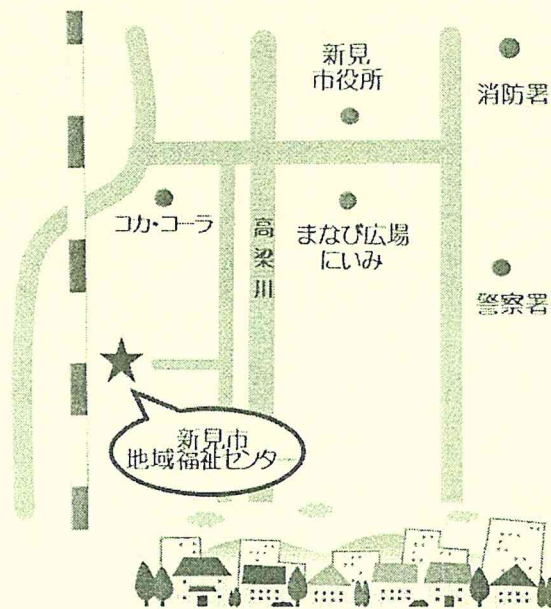 新見
市役所
消防署
コカ・コーラ
高梁川
まなび広場
にいみ
警察署
新見市
地域福祉センター